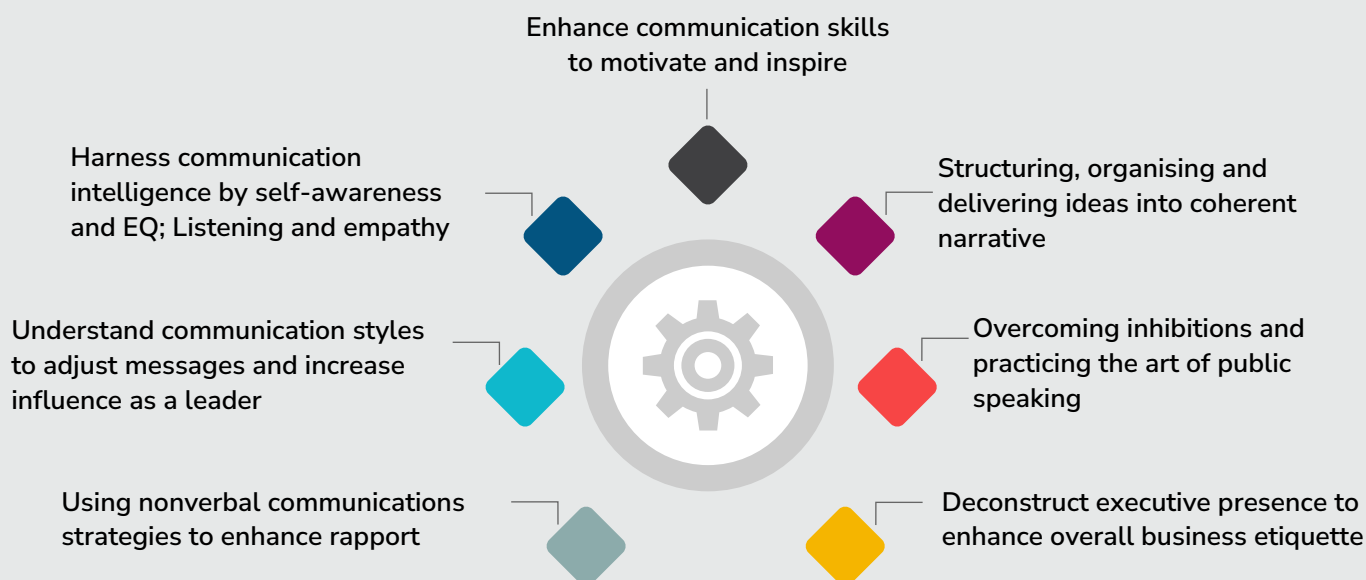 Enhance communication skills
to motivate and inspire
Harness communication
intelligence by self-awareness
and EQ; Listening and empathy
Structuring, organising and
delivering ideas into coherent
narrative
Understand communication styles
to adjust messages and increase
influence as a leader
Overcoming inhibitions and
practicing the art of public
speaking
Using nonverbal communications
strategies to enhance rapport
Deconstruct executive presence to
enhance overall business etiquette